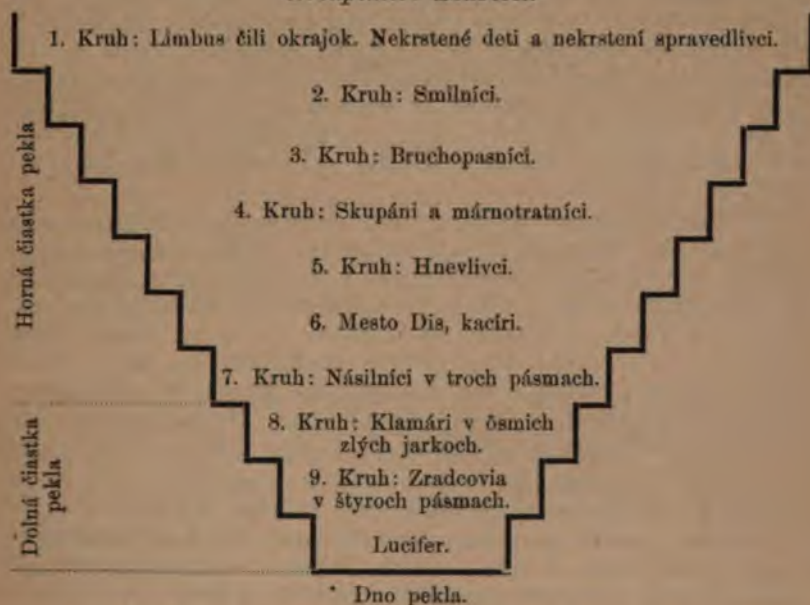 1. Kruh: Limbus čili okrajok. Nekrstené deti a nekrstení spravedlivci.
2. Kruh: Smilníci.
3. Kruh: Bruchopasníci.
4. Kruh: Skupáni a márnotratníci.
5. Kruh: Hnevlivci.
6. Mesto Dis, kacíri.
7. Kruh: Násilníci v troch pásmach.
8. Kruh: Klamári v ôsmich
zlých jarkoch.
9. Kruh: Zradcovia
v štyroch pásmach.
Lucifer.
Dno pekla.
Horná čiastka pekla
Dolná čiastka
pekla